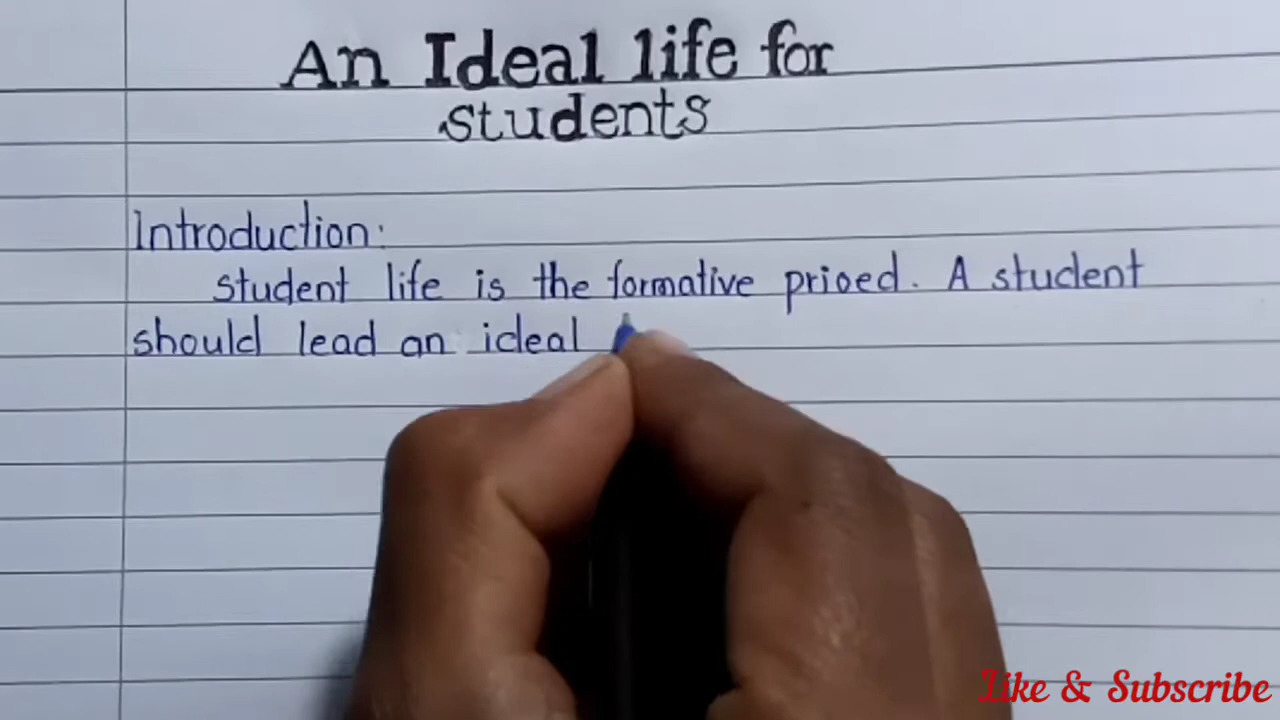 An Ideal life for
students
Introduction:
student life is the formative prioed. A student
should lead an ideal
Like & Subscribe